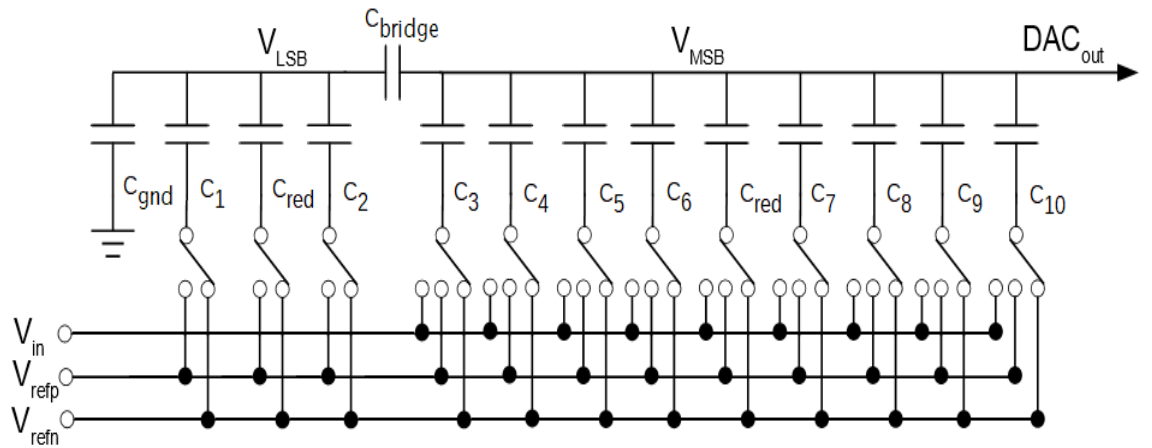 C_bridge
V_LSB V_MSB DAC_out
C_gnd C_1 C_red C_2 C_3 C_4 C_5 C_6 C_red C_7 C_8 C_9 C_10
V_in
V_refp
V_refn